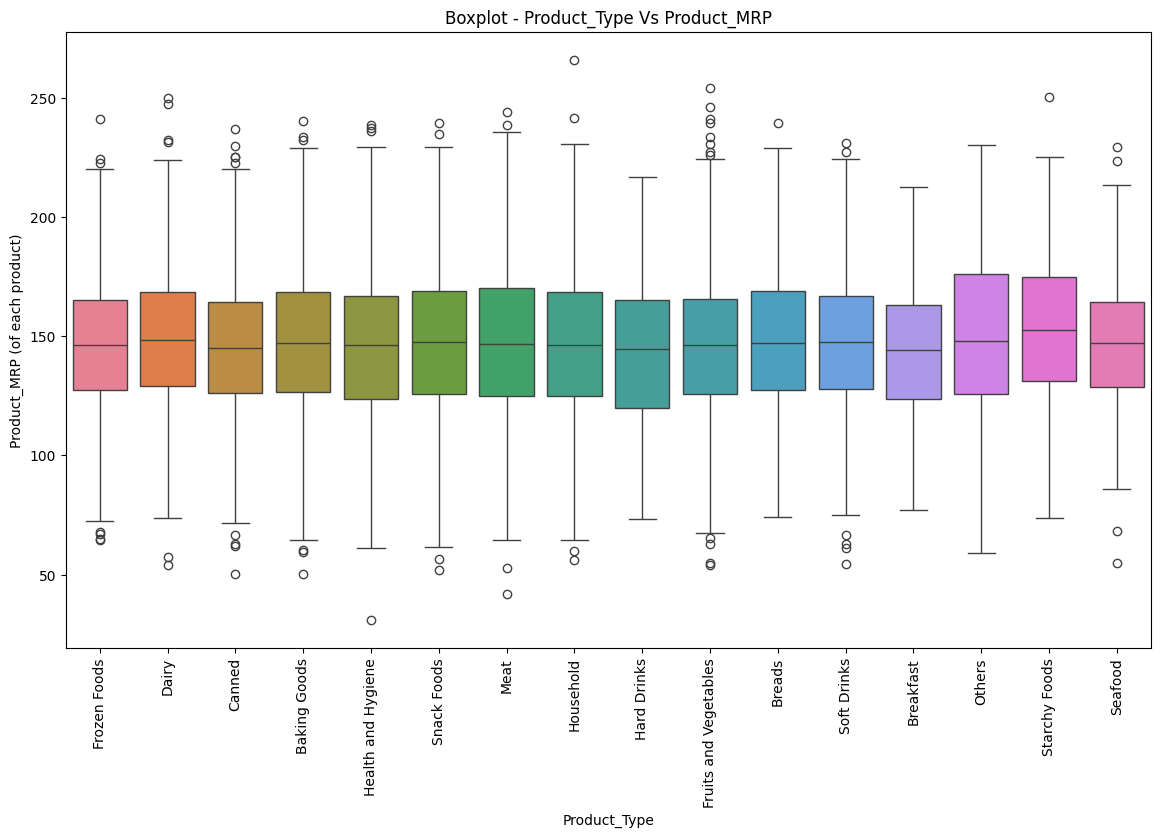 Boxplot - Product_Type Vs Product_MRP
Product_MRP (of each product)
250
200
150
100
50
Frozen Foods
Dairy
Canned
Baking Goods
Health and Hygiene
Snack Foods
Meat
Household
Hard Drinks
Fruits and Vegetables
Breads
Soft Drinks
Breakfast
Others
Starchy Foods
Seafood
Product_Type